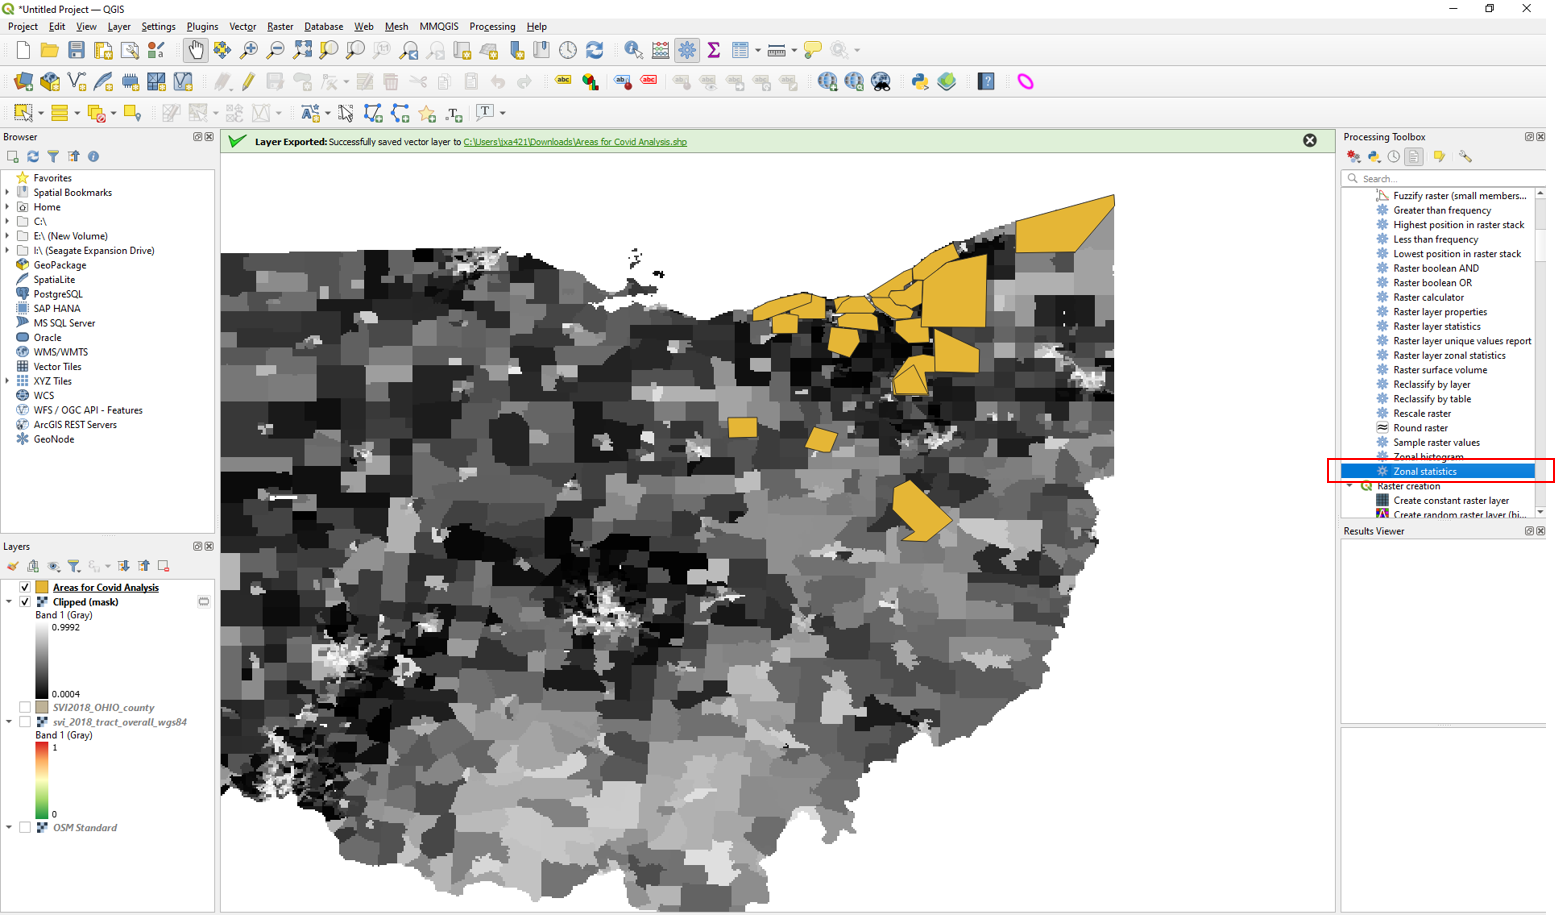 *Untitled Project — QGIS
Project Edit View Layer Settings Plugins Vector Raster Database Web Mesh MMQGIS Processing Help
Browser
Favorites
Spatial Bookmarks
Home
C:\
E:\ (New Volume)
I:\ (Seagate Expansion Drive)
GeoPackage
SpatiaLite
PostgreSQL
SAP HANA
MS SQL Server
Oracle
WMS/WMTS
Vector Tiles
XYZ Tiles
WCS
WFS / OGC API - Features
ArcGIS REST Servers
GeoNode
Layers
Areas for Covid Analysis
Clipped (mask)
Band 1 (Gray)
0.9992
0.0004
SVI2018_OHIO_county
svi_2018_tract_overall_wgs84
Band 1 (Gray)
1
0
OSM Standard
Layer Exported: Successfully saved vector layer to C:\Users\jxa421\Downloads\Areas for Covid Analysis.shp
Processing Toolbox
Search...
Fuzzify raster (small members...
Greater than frequency
Highest position in raster stack
Less than frequency
Lowest position in raster stack
Raster boolean AND
Raster boolean OR
Raster calculator
Raster layer properties
Raster layer statistics
Raster layer unique values report
Raster layer zonal statistics
Raster surface volume
Reclassify by layer
Reclassify by table
Rescale raster
Round raster
Sample raster values
Zonal histogram
Zonal statistics
Raster creation
Create constant raster layer
Create random raster layer (bi...
Results Viewer